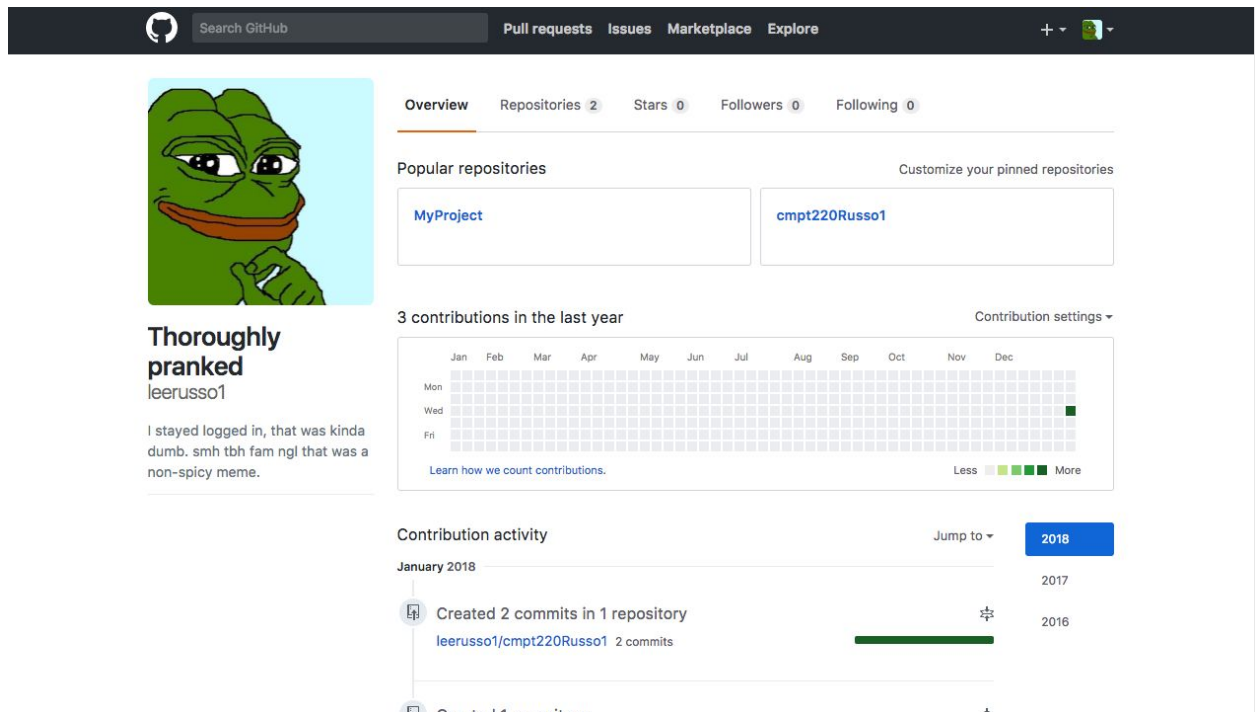 Search GitHub
Pull requests Issues Marketplace Explore
Overview Repositories 2 Stars 0 Followers 0 Following 0
Popular repositories
Customize your pinned repositories
MyProject
cmpt220Russo1
Thoroughly
pranked
leerusso1
I stayed logged in, that was kinda
dumb. smh tbh fam ngl that was a
non-spicy meme.
3 contributions in the last year
Contribution settings
Jan Feb Mar Apr May Jun Jul Aug Sep Oct Nov Dec
Mon
Wed
Fri
Learn how we count contributions.
Less More
Contribution activity
Jump to
2018
2017
2016
January 2018
Created 2 commits in 1 repository
leerusso1/cmpt220Russo1 2 commits